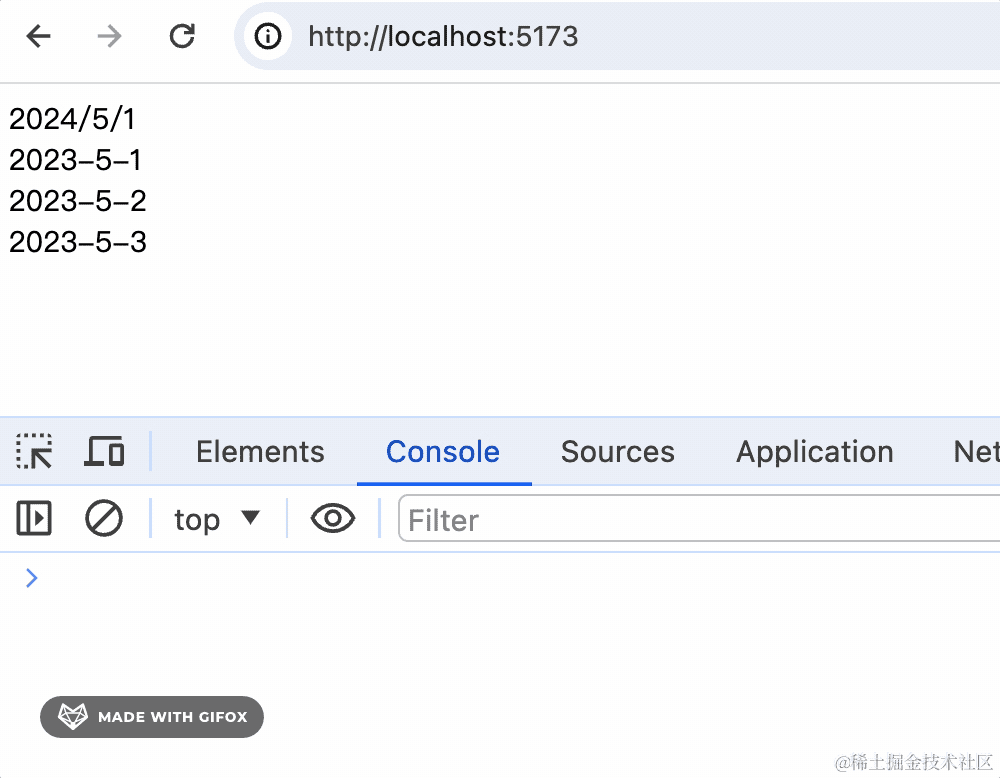 http://localhost:5173
2024/5/1
2023-5-1
2023-5-2
2023-5-3
Elements Console Sources Application Net
top Filter
MADE WITH GIFOX
@稀土掘金技术社区